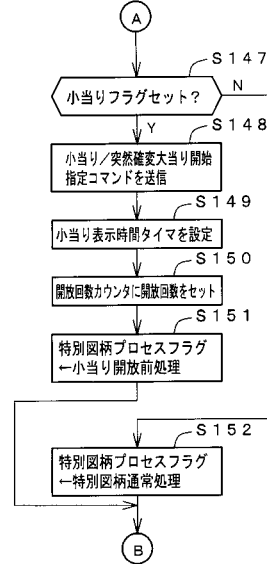 A
S147
小当りフラグセット？
N
Y
S148
小当り／突然確変大当り開始
指定コマンドを送信
S149
小当り表示時間タイマを設定
S150
開放回数カウンタに開放回数をセット
S151
特別図柄プロセスフラグ
←小当り開放前処理
S152
特別図柄プロセスフラグ
←特別図柄通常処理
B